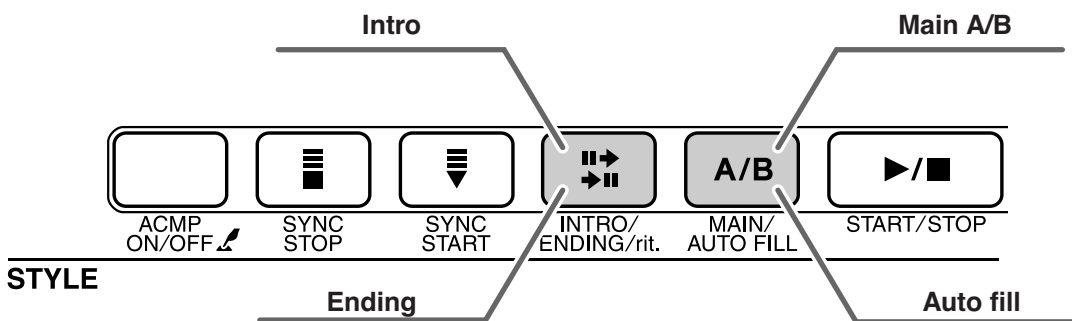 Intro
Main A/B
A/B
/
ACMP
ON/OFF
SYNC
STOP
SYNC
START
INTRO/
ENDING/rit.
MAIN/
AUTO FILL
START/STOP
STYLE
Ending
Auto fill